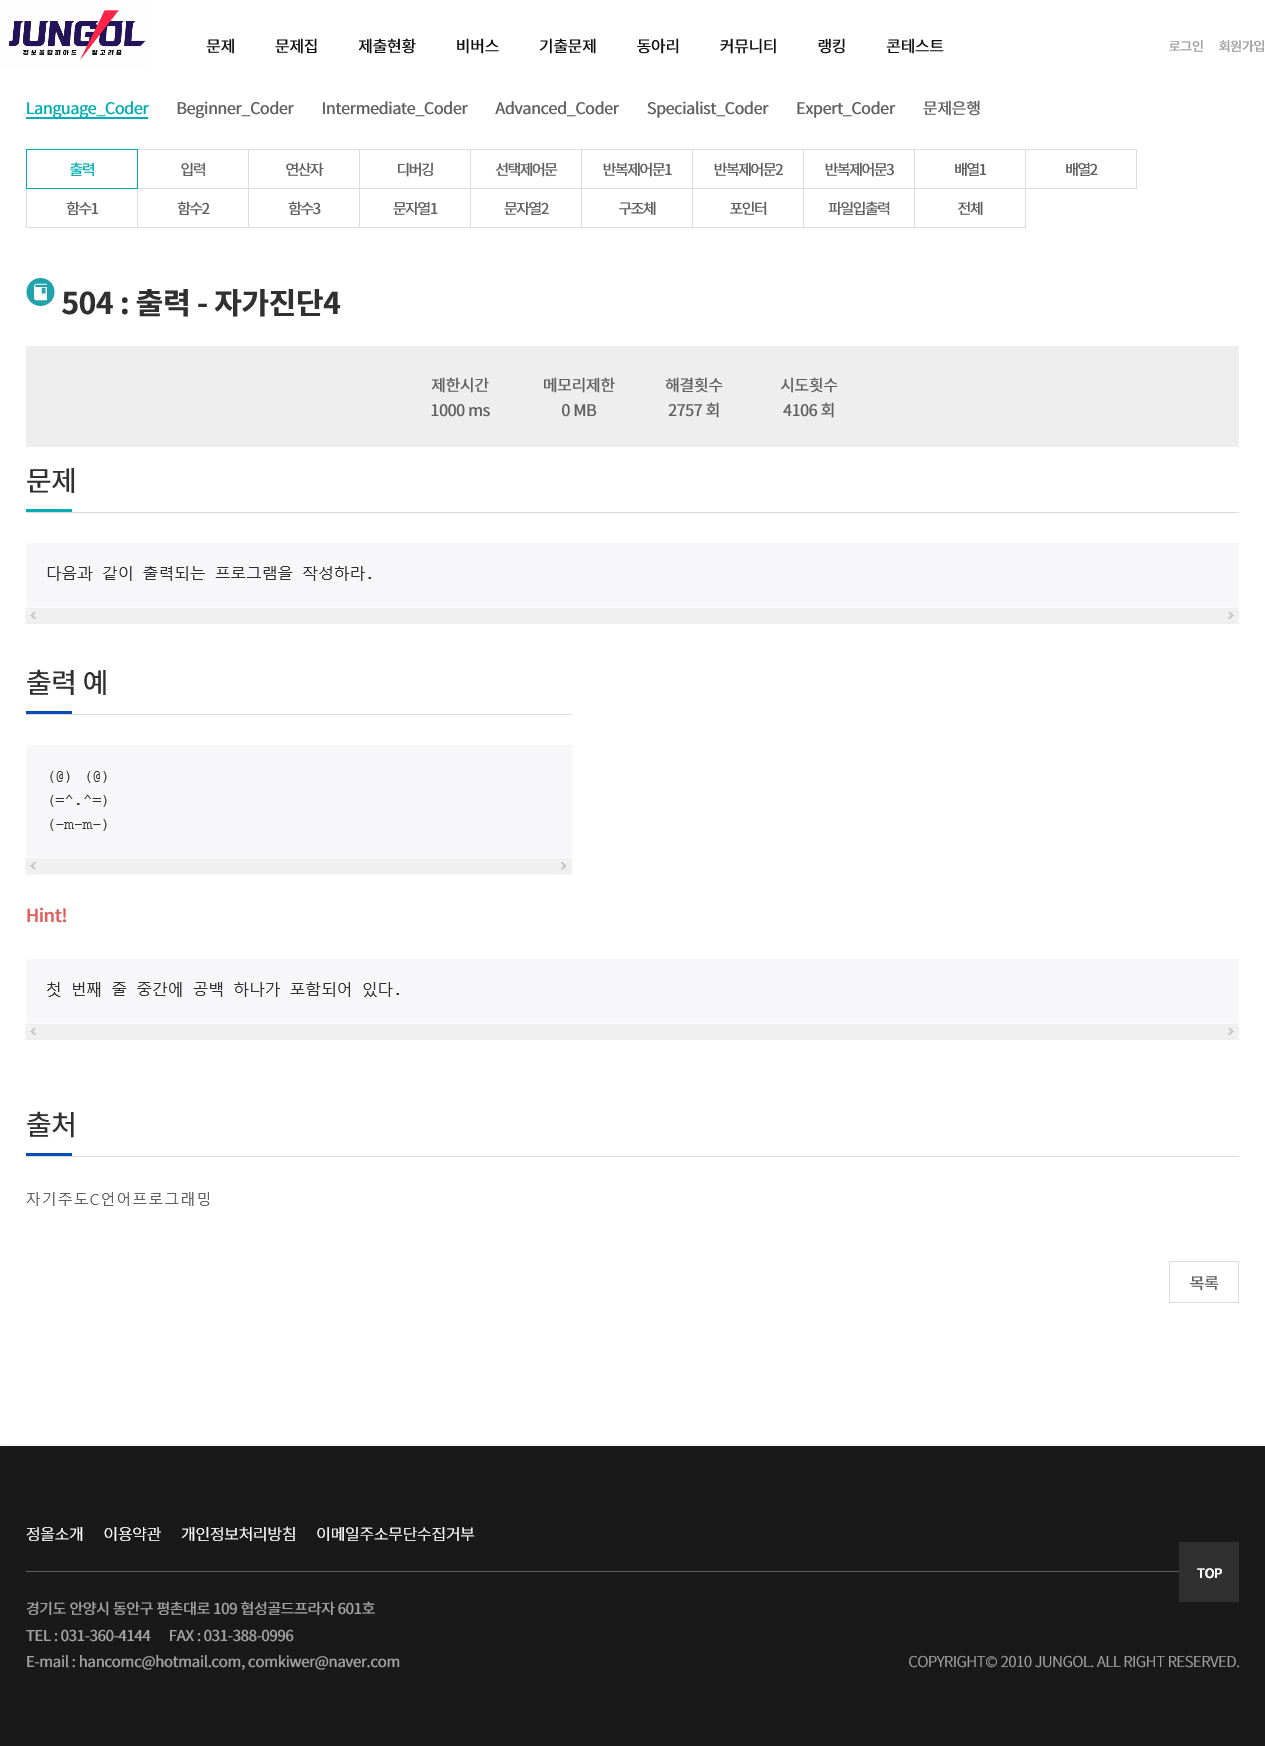 JUNGOL
정보올림피아드 알고리즘
문제 문제집 제출현황 비버스 기출문제 동아리 커뮤니티 랭킹 콘테스트
로그인 회원가입
Language_Coder Beginner_Coder Intermediate_Coder Advanced_Coder Specialist_Coder Expert_Coder 문제은행
출력 입력 연산자 디버깅 선택제어문 반복제어문1 반복제어문2 반복제어문3 배열1 배열2
함수1 함수2 함수3 문자열1 문자열2 구조체 포인터 파일입출력 전체
504 : 출력 - 자가진단4
제한시간 메모리제한 해결횟수 시도횟수
1000 ms 0 MB 2757 회 4106 회
문제
다음과 같이 출력되는 프로그램을 작성하라.
출력 예
(@) (@)
(=^.^=)
(-m-m-)
Hint!
첫 번째 줄 중간에 공백 하나가 포함되어 있다.
출처
자기주도C언어프로그래밍
목록
정올소개 이용약관 개인정보처리방침 이메일주소무단수집거부
TOP
경기도 안양시 동안구 평촌대로 109 협성골드프라자 601호
TEL : 031-360-4144 FAX : 031-388-0996
E-mail : hancomc@hotmail.com, comkiwer@naver.com
COPYRIGHT© 2010 JUNGOL. ALL RIGHT RESERVED.